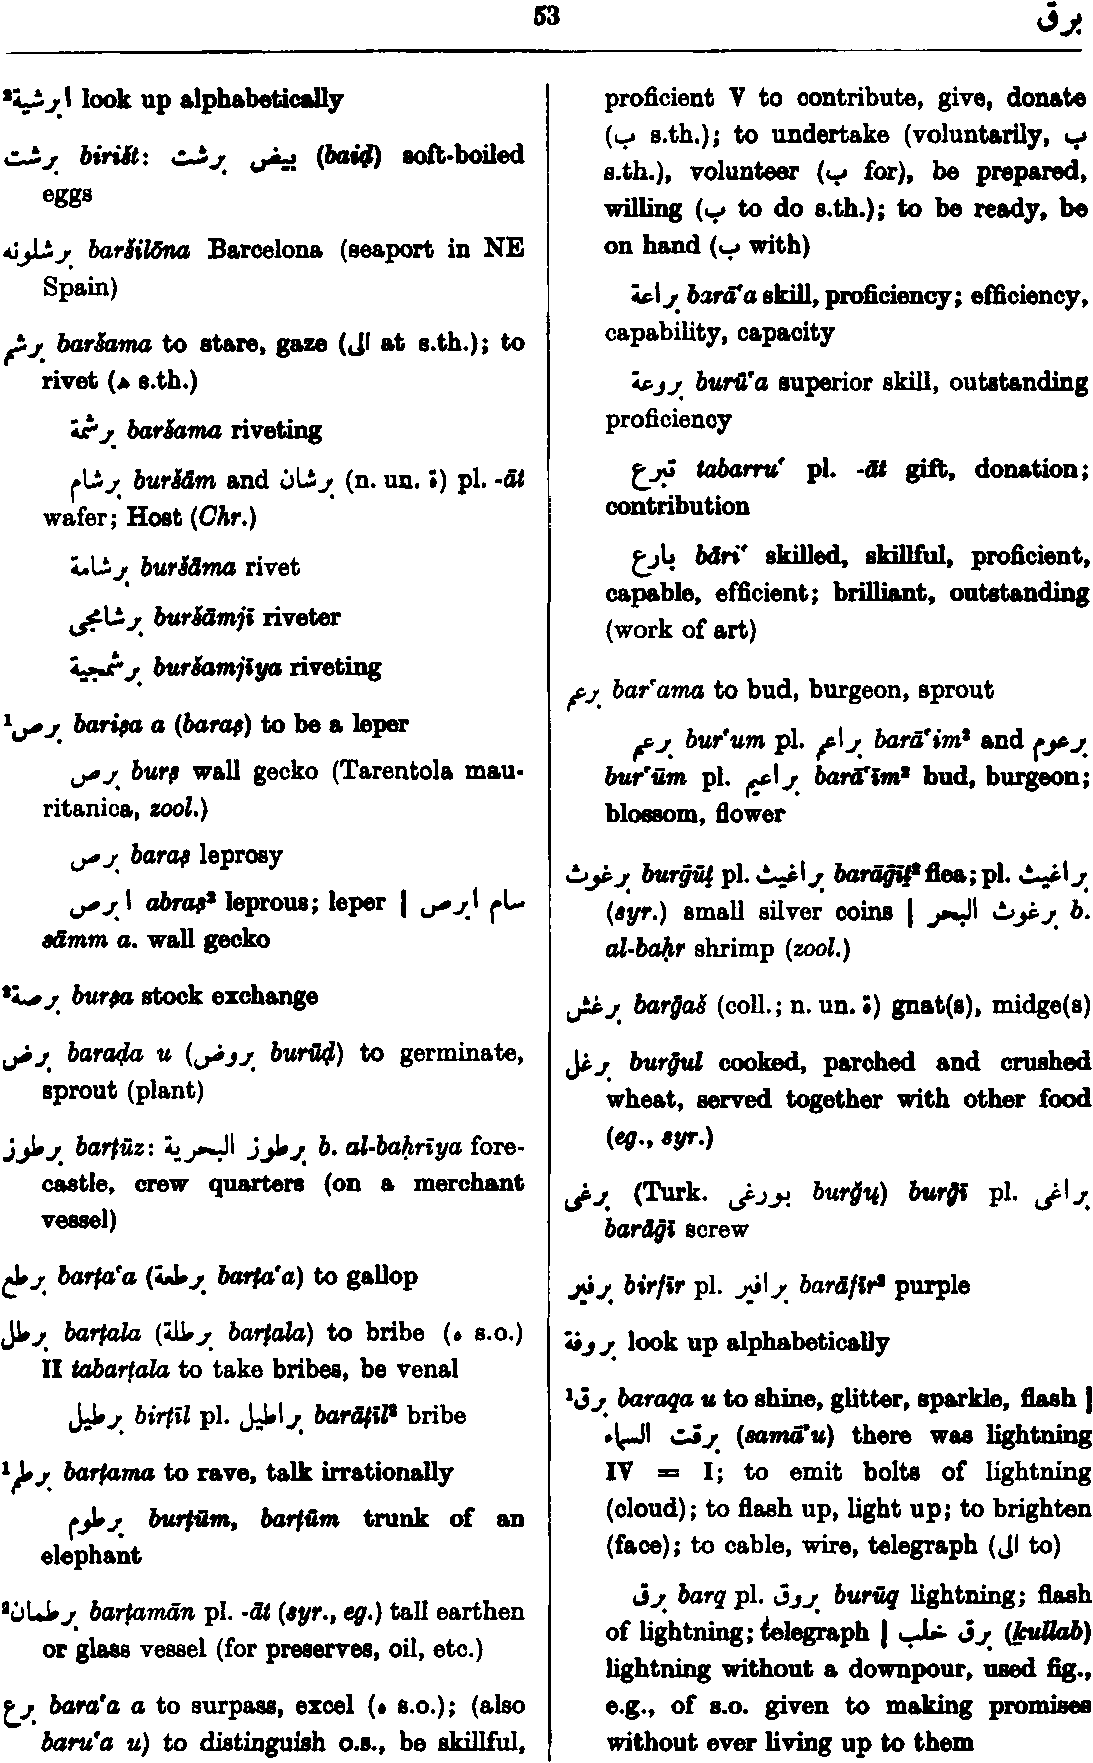 53
برق
²ابرشية look up alphabetically
برشت birišt: بيض برشت (baiḍ) soft-boiled
eggs
برشلونه baršilōna Barcelona (seaport in NE
Spain)
برشم baršama to stare, gaze (الى at s.th.); to
rivet (ه s.th.)
برشمة baršama riveting
برشام buršām and برشان (n. un. ة) pl. -āt
wafer; Host (Chr.)
برشامة buršāma rivet
برشامجى buršāmjī riveter
برشمجية buršamjīya riveting
¹برص bariṣa a (baraṣ) to be a leper
برص burṣ wall gecko (Tarentola mau-
ritanica, zool.)
برص baraṣ leprosy
ابرص abraṣ² leprous; leper | سام ابرص
sāmm a. wall gecko
²برصة burṣa stock exchange
برض baraḍa u (بروض burūḍ) to germinate,
sprout (plant)
برطوز barṭūz: برطوز البحرية b. al-baḥrīya fore-
castle, crew quarters (on a merchant
vessel)
برطع barṭaʿa (برطعة barṭaʿa) to gallop
برطل barṭala (برطلة barṭala) to bribe (ه s.o.)
II tabarṭala to take bribes, be venal
برطيل birṭīl pl. براطيل barāṭīl² bribe
¹برطم barṭama to rave, talk irrationally
برطوم burṭūm, barṭūm trunk of an
elephant
²برطمان barṭamān pl. -āt (syr., eg.) tall earthen
or glass vessel (for preserves, oil, etc.)
برع baraʿa a to surpass, excel (ه s.o.); (also
baruʿa u) to distinguish o.s., be skillful,
proficient V to contribute, give, donate
(ب s.th.); to undertake (voluntarily, ب
s.th.), volunteer (ب for), be prepared,
willing (ب to do s.th.); to be ready, be
on hand (ب with)
براعة barāʿa skill, proficiency; efficiency,
capability, capacity
بروعة burūʿa superior skill, outstanding
proficiency
تبرع tabarruʿ pl. -āt gift, donation;
contribution
بارع bāriʿ skilled, skillful, proficient,
capable, efficient; brilliant, outstanding
(work of art)
برعم barʿama to bud, burgeon, sprout
برعم burʿum pl. براعم barāʿim² and برعوم
burʿūm pl. براعيم barāʿīm² bud, burgeon;
blossom, flower
برغوث burḡūṯ pl. براغيث barāḡīṯ² flea; pl. براغيث
(syr.) small silver coins | برغوث البحر b.
al-baḥr shrimp (zool.)
برغش barḡaš (coll.; n. un. ة) gnat(s), midge(s)
برغل burḡul cooked, parched and crushed
wheat, served together with other food
(eg., syr.)
برغى (Turk. بورغى burḡų) burḡī pl. براغى
barāḡī screw
برفير birfīr pl. برافير barāfīr² purple
بروفة look up alphabetically
¹برق baraqa u to shine, glitter, sparkle, flash |
برقت السماء (samāʾu) there was lightning
IV = I; to emit bolts of lightning
(cloud); to flash up, light up; to brighten
(face); to cable, wire, telegraph (الى to)
برق barq pl. بروق burūq lightning; flash
of lightning; telegraph | برق خلب (ḵullab)
lightning without a downpour, used fig.,
e.g., of s.o. given to making promises
without ever living up to them